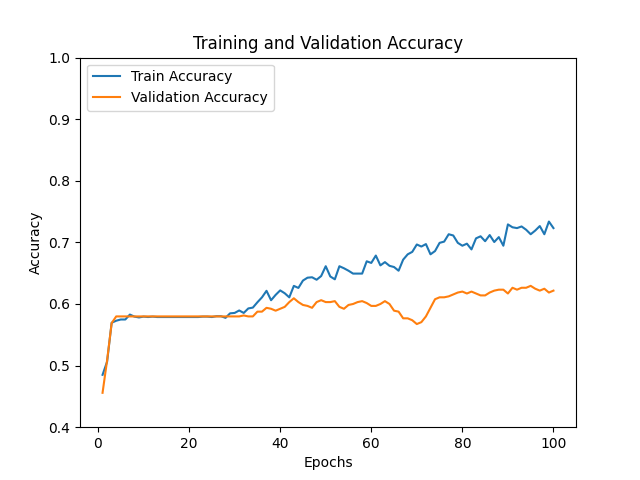 Training and Validation Accuracy
Train Accuracy
Validation Accuracy
Accuracy
1.0
0.9
0.8
0.7
0.6
0.5
0.4
0 20 40 60 80 100
Epochs